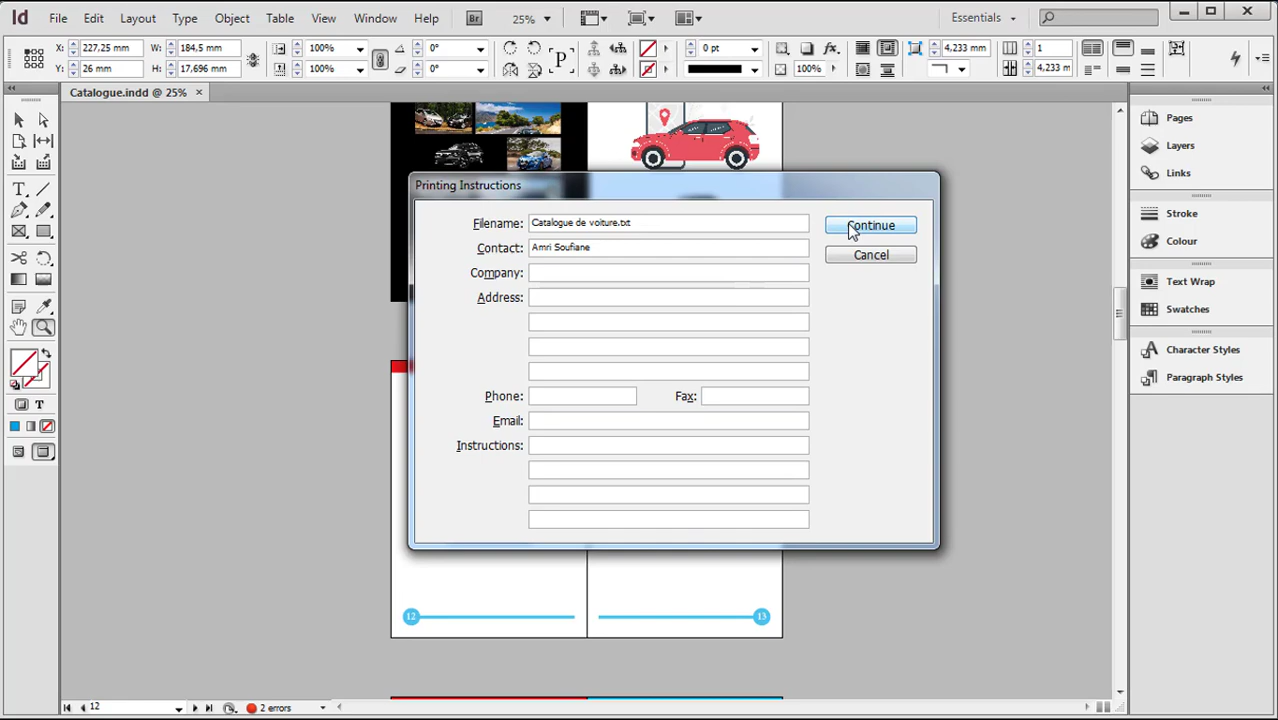 Id File Edit Layout Type Object Table View Window Help Br 25% Essentials
X: 227,25 mm W: 184,5 mm 100% 0° 0 pt fx. 4,233 mm 1
Y: 26 mm H: 17,696 mm 100% 0° P 100% 4,233 m
Catalogue.indd @ 25% ×
Pages
Layers
Links
Stroke
Colour
Text Wrap
Swatches
Character Styles
Paragraph Styles
Printing Instructions
Filename: Catalogue de voiture.txt Continue
Contact: Amri Soufiane Cancel
Company:
Address:
Phone: Fax:
Email:
Instructions:
T
T
12 13
12 2 errors